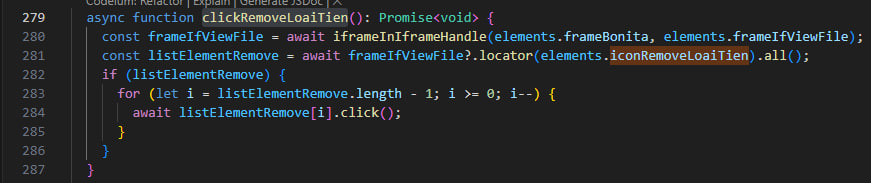 Codeium: Refactor | Explain | Generate JSDoc | ×
279 async function clickRemoveLoaiTien(): Promise<void> {
280 const frameIfViewFile = await iframeInIframeHandle(elements.frameBonita, elements.frameIfViewFile);
281 const listElementRemove = await frameIfViewFile?.locator(elements.iconRemoveLoaiTien).all();
282 if (listElementRemove) {
283 for (let i = listElementRemove.length - 1; i >= 0; i--) {
284 await listElementRemove[i].click();
285 }
286 }
287 }